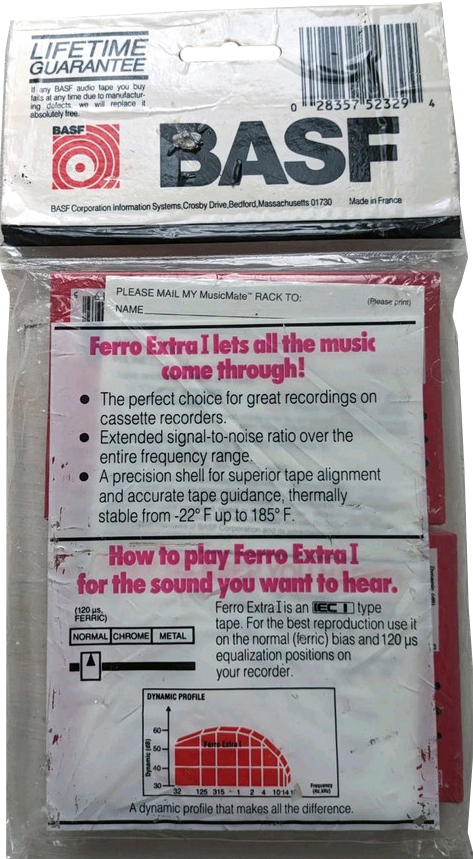 LIFETIME
GUARANTEE
If any BASF audio tape you buy
fails at any time due to manufactur-
ing defects, we will replace it
absolutely free.
0 28357 52329 4
BASF
BASF
BASF Corporation Information Systems, Crosby Drive, Bedford, Massachusetts 01730 Made in France
PLEASE MAIL MY MusicMate™ RACK TO:
(Please print)
NAME
Ferro Extra I lets all the music
come through!
● The perfect choice for great recordings on
cassette recorders.
● Extended signal-to-noise ratio over the
entire frequency range.
● A precision shell for superior tape alignment
and accurate tape guidance, thermally
stable from -22° F up to 185° F.
How to play Ferro Extra I
for the sound you want to hear.
(120 µs,
FERRIC)
NORMAL CHROME METAL
Ferro Extra I is an IEC I type
tape. For the best reproduction use it
on the normal (ferric) bias and 120 µs
equalization positions on
your recorder.
DYNAMIC PROFILE
Dynamic (dB)
60
50
40
30
Ferro Extra I
32 125 315 1 2 4 10 14
Frequency
(Hz, kHz)
A dynamic profile that makes all the difference.